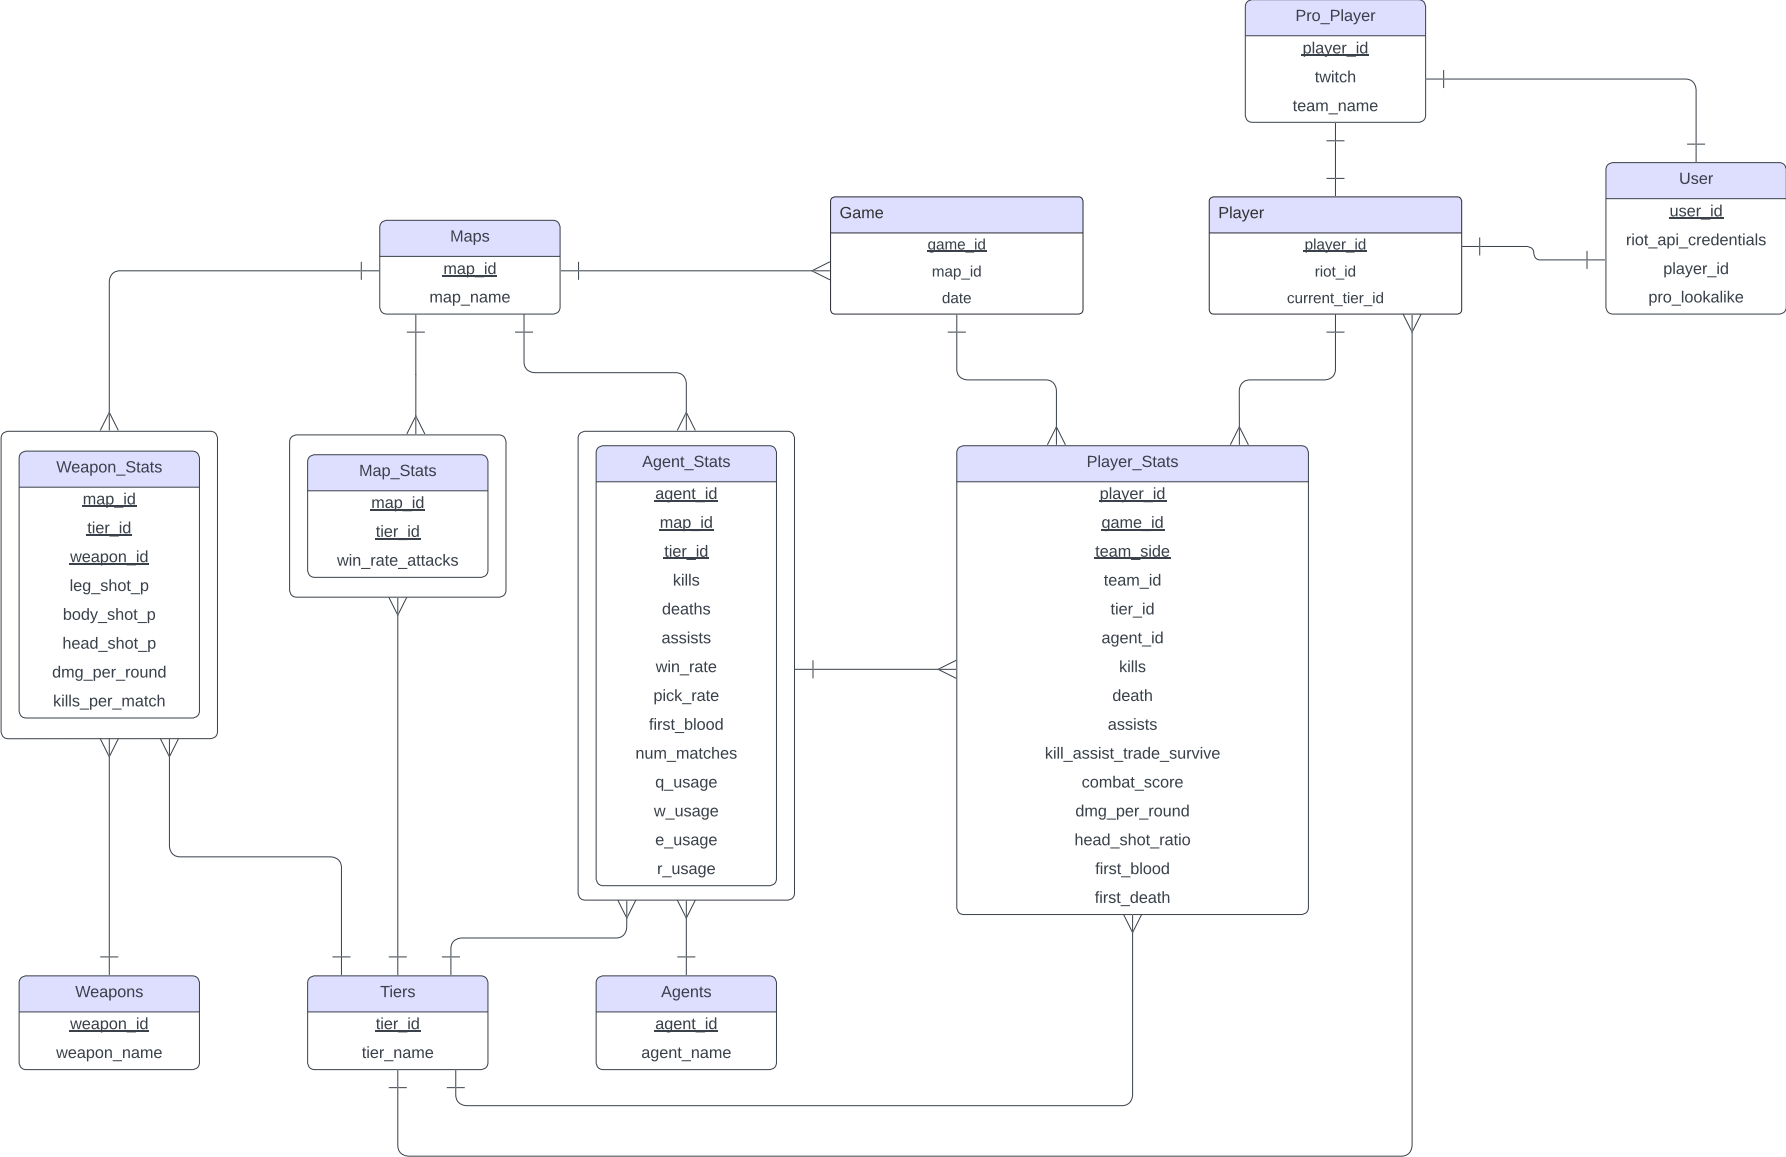 Pro_Player
player_id
twitch
team_name
User
user_id
riot_api_credentials
player_id
pro_lookalike
Game
game_id
map_id
date
Player
player_id
riot_id
current_tier_id
Maps
map_id
map_name
Weapon_Stats
map_id
tier_id
weapon_id
leg_shot_p
body_shot_p
head_shot_p
dmg_per_round
kills_per_match
Map_Stats
map_id
tier_id
win_rate_attacks
Agent_Stats
agent_id
map_id
tier_id
kills
deaths
assists
win_rate
pick_rate
first_blood
num_matches
q_usage
w_usage
e_usage
r_usage
Player_Stats
player_id
game_id
team_side
team_id
tier_id
agent_id
kills
death
assists
kill_assist_trade_survive
combat_score
dmg_per_round
head_shot_ratio
first_blood
first_death
Weapons
weapon_id
weapon_name
Tiers
tier_id
tier_name
Agents
agent_id
agent_name